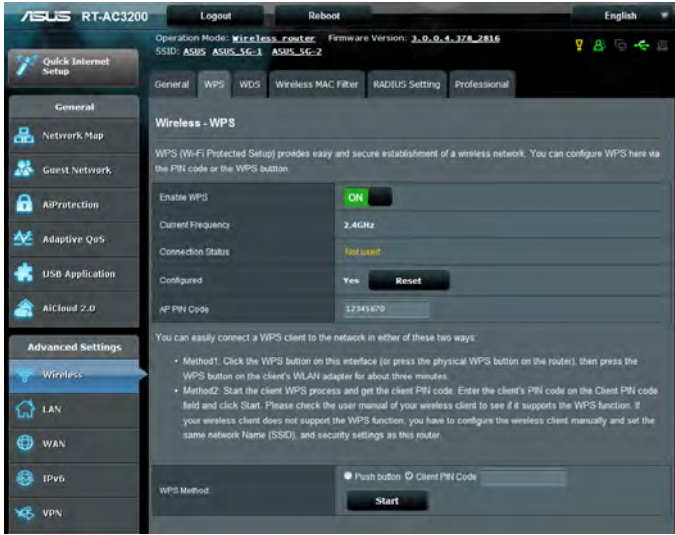 ASUS RT-AC3200 Logout Reboot English
Operation Mode: Wireless router Firmware Version: 3.0.0.4.378_2816
SSID: ASUS ASUS_5G-1 ASUS_5G-2
Quick Internet
Setup
General
Network Map
Guest Network
AiProtection
Adaptive QoS
USB Application
AiCloud 2.0
Advanced Settings
Wireless
LAN
WAN
IPv6
VPN
General WPS WDS Wireless MAC Filter RADIUS Setting Professional
Wireless - WPS
WPS (Wi-Fi Protected Setup) provides easy and secure establishment of a wireless network. You can configure WPS here via
the PIN code or the WPS buttton.
Enable WPS ON
Current Frequency 2.4GHz
Connection Status Not used
Configured Yes Reset
AP PIN Code 12345670
You can easily connect a WPS client to the network in either of these two ways:
• Method1: Click the WPS button on this interface (or press the physical WPS button on the router), then press the
WPS button on the client's WLAN adapter for about three minutes.
• Method2: Start the client WPS process and get the client PIN code. Enter the client's PIN code on the Client PIN code
field and click Start. Please check the user manual of your wireless client to see if it supports the WPS function. If
your wireless client does not support the WPS function, you have to configure the wireless client manually and set the
same network Name (SSID), and security settings as this router.
WPS Method: Push button Client PIN Code
Start